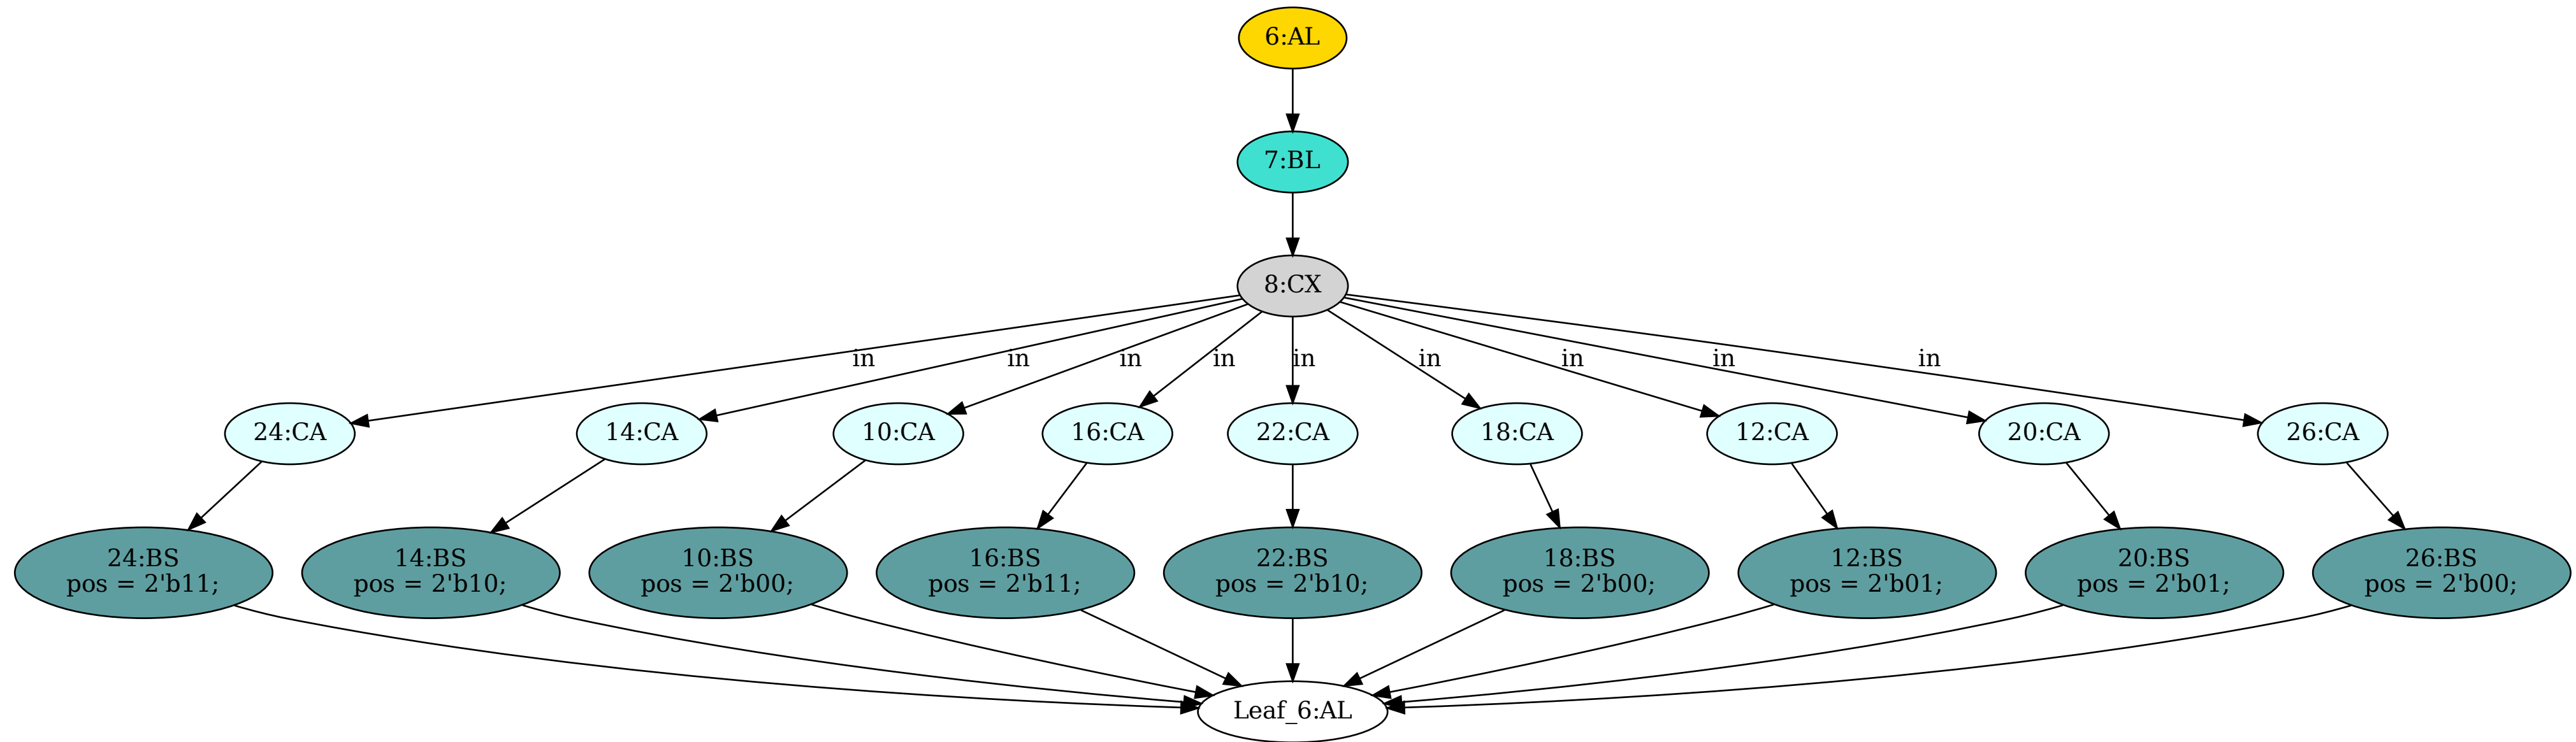 6:AL
7:BL
8:CX
in
in
in
in
in
in
in
in
in
24:CA
14:CA
10:CA
16:CA
22:CA
18:CA
12:CA
20:CA
26:CA
24:BS
pos = 2'b11;
14:BS
pos = 2'b10;
10:BS
pos = 2'b00;
16:BS
pos = 2'b11;
22:BS
pos = 2'b10;
18:BS
pos = 2'b00;
12:BS
pos = 2'b01;
20:BS
pos = 2'b01;
26:BS
pos = 2'b00;
Leaf_6:AL